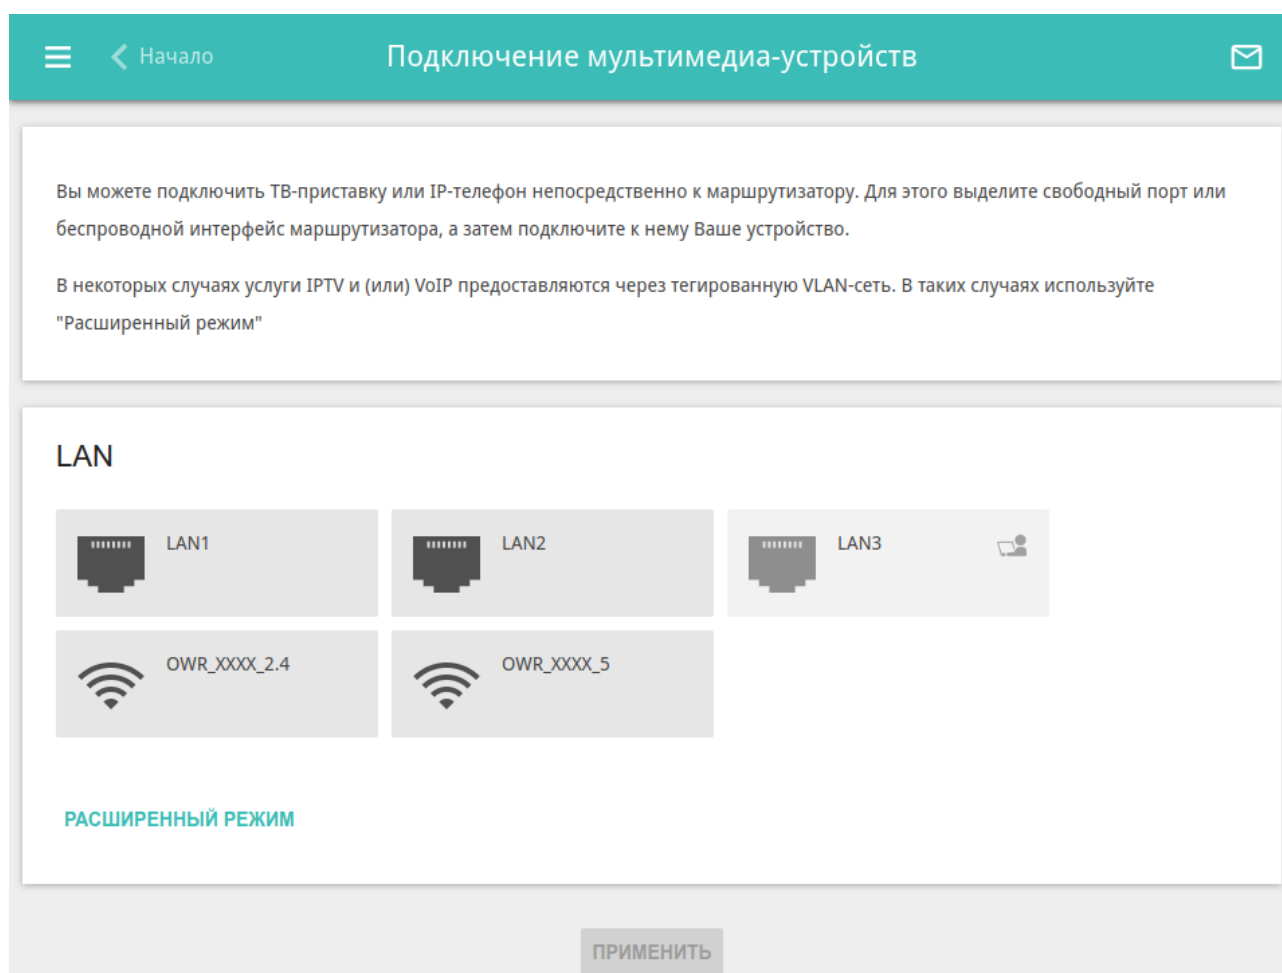 Начало
Подключение мультимедиа-устройств
Вы можете подключить ТВ-приставку или IP-телефон непосредственно к маршрутизатору. Для этого выделите свободный порт или
беспроводной интерфейс маршрутизатора, а затем подключите к нему Ваше устройство.
В некоторых случаях услуги IPTV и (или) VoIP предоставляются через тегированную VLAN-сеть. В таких случаях используйте
"Расширенный режим"
LAN
LAN1
LAN2
LAN3
OWR_XXXX_2.4
OWR_XXXX_5
РАСШИРЕННЫЙ РЕЖИМ
ПРИМЕНИТЬ